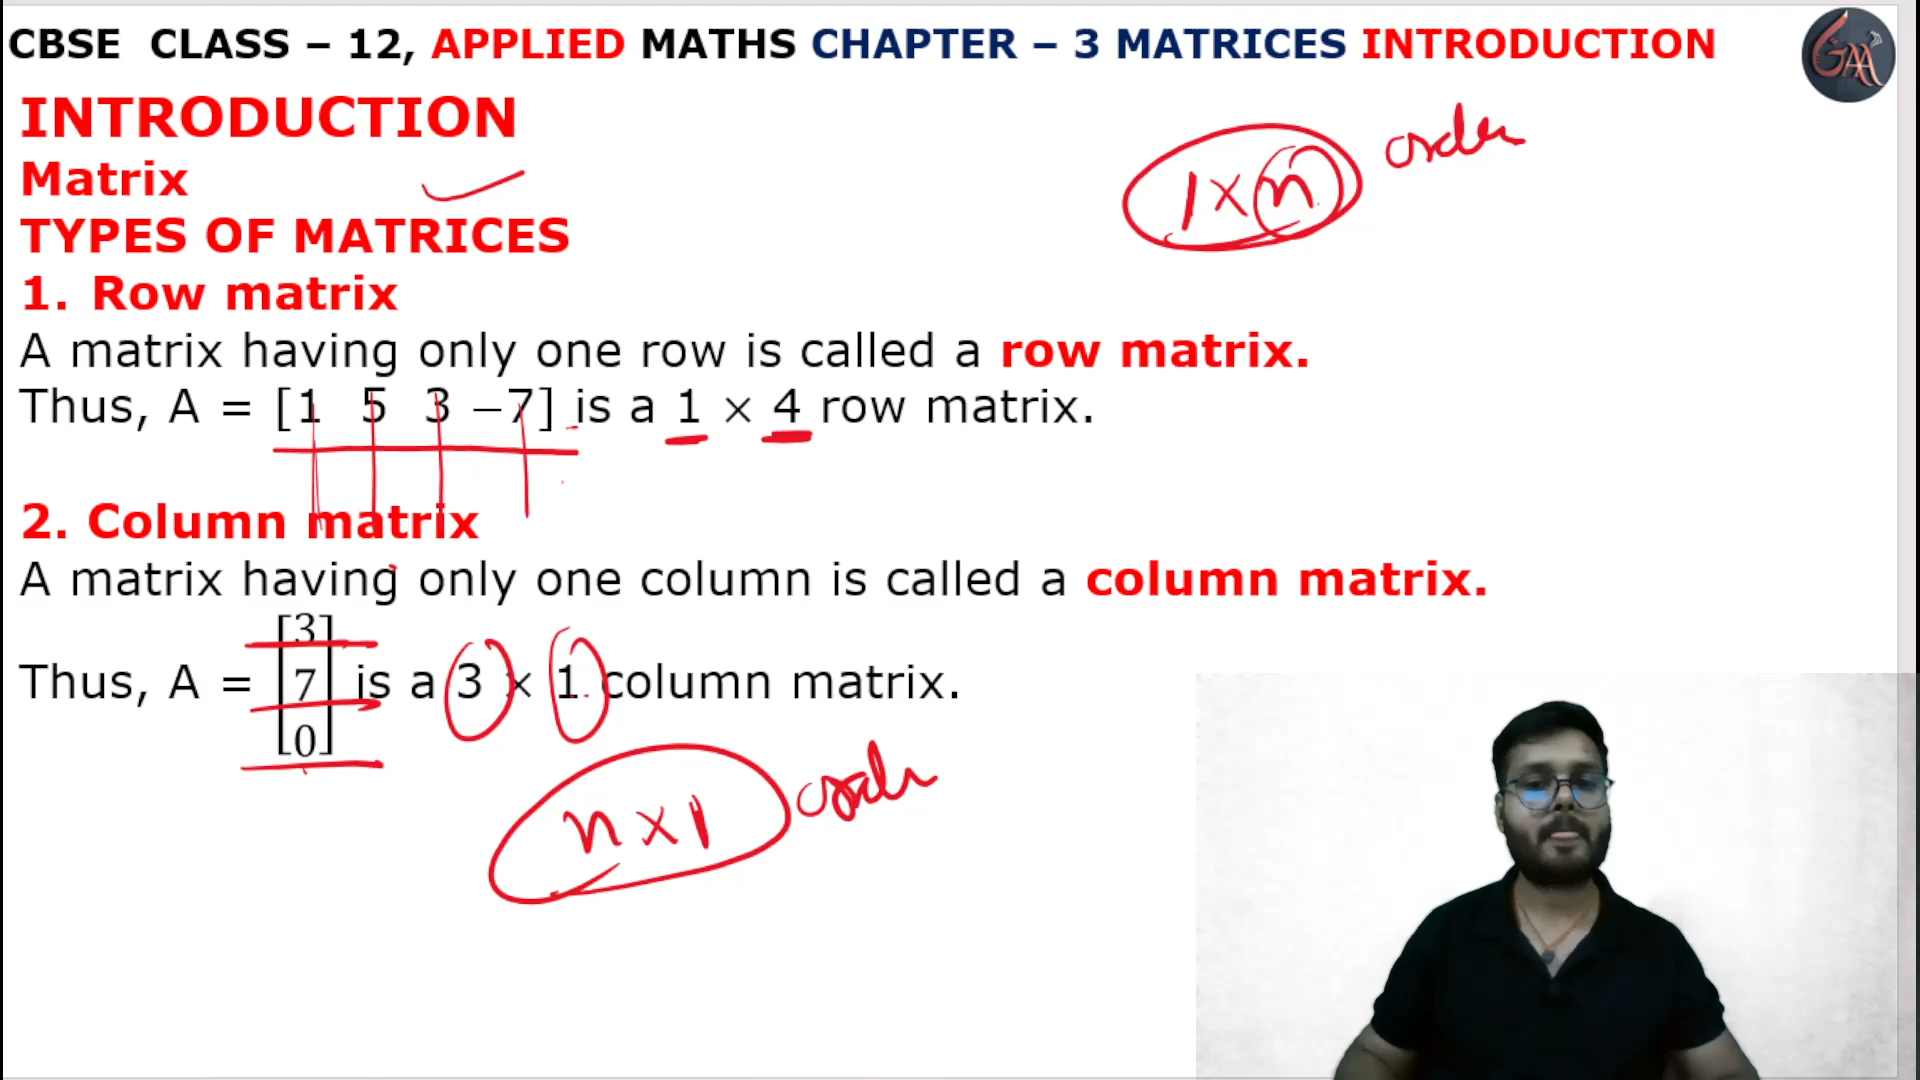 CBSE CLASS – 12, APPLIED MATHS CHAPTER – 3 MATRICES INTRODUCTION
INTRODUCTION
1 × n order
Matrix
TYPES OF MATRICES
1. Row matrix
A matrix having only one row is called a row matrix.
Thus, A = [1 5 3 −7] is a 1 × 4 row matrix.
2. Column matrix
A matrix having only one column is called a column matrix.
[3]
Thus, A = [7] is a 3 × 1 column matrix.
[0]
n × 1 order